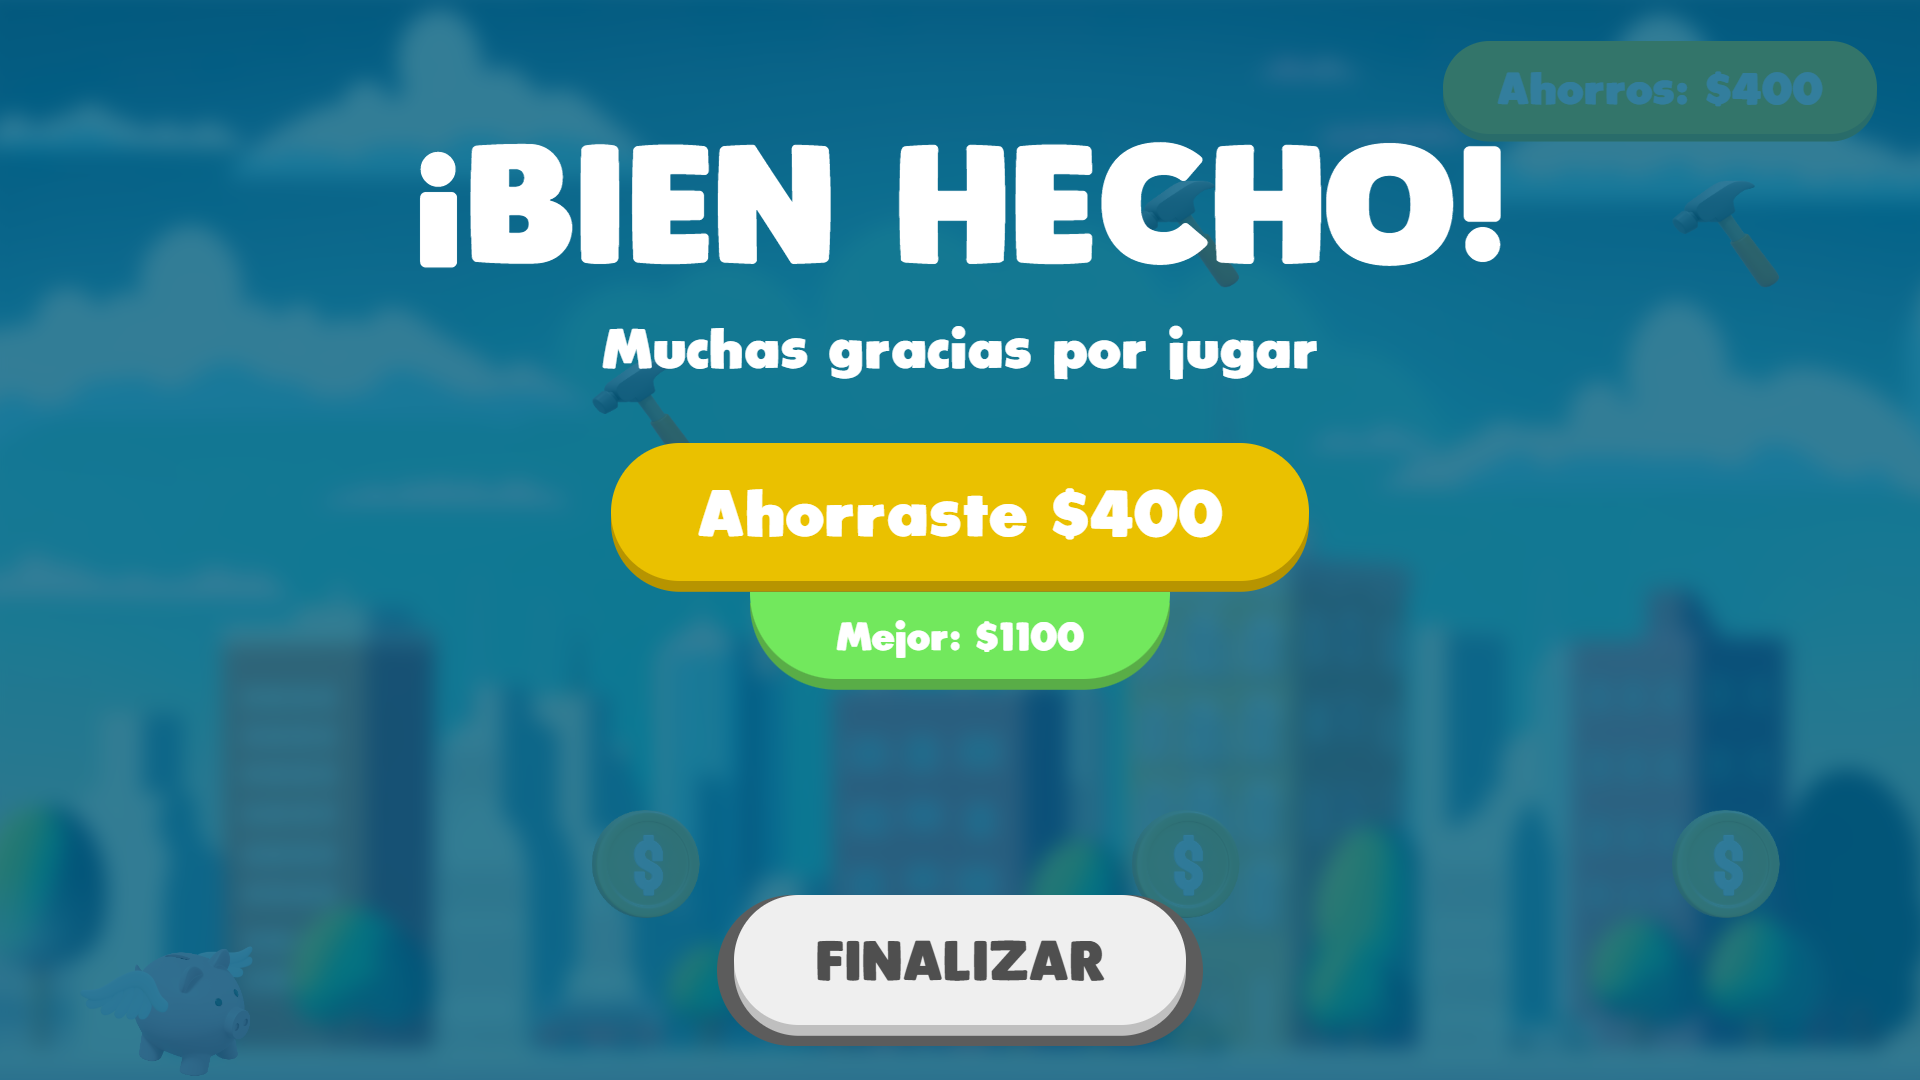 Ahorros: $400
¡BIEN HECHO!
Muchas gracias por jugar
Ahorraste $400
Mejor: $1100
$ $ $
FINALIZAR